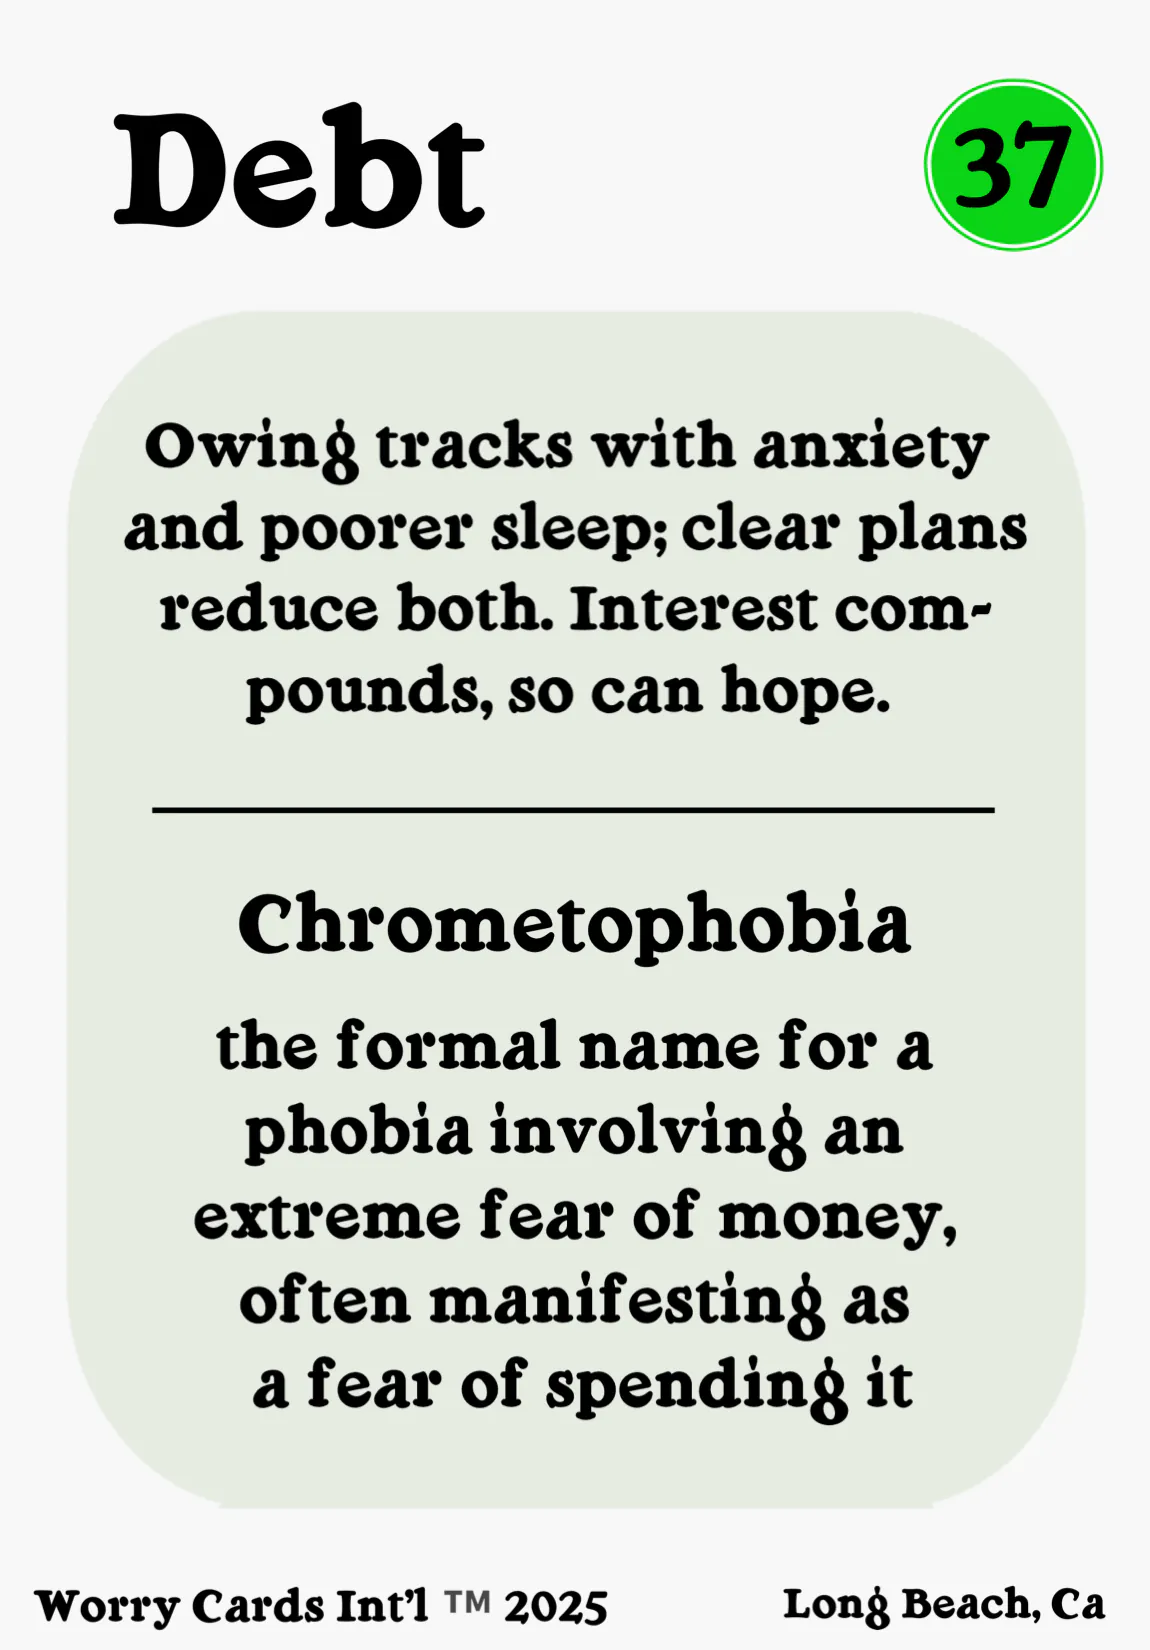 Debt
37
Owing tracks with anxiety
and poorer sleep; clear plans
reduce both. Interest com-
pounds, so can hope.
Chrometophobia
the formal name for a
phobia involving an
extreme fear of money,
often manifesting as
a fear of spending it
Worry Cards Int'l ™ 2025
Long Beach, Ca